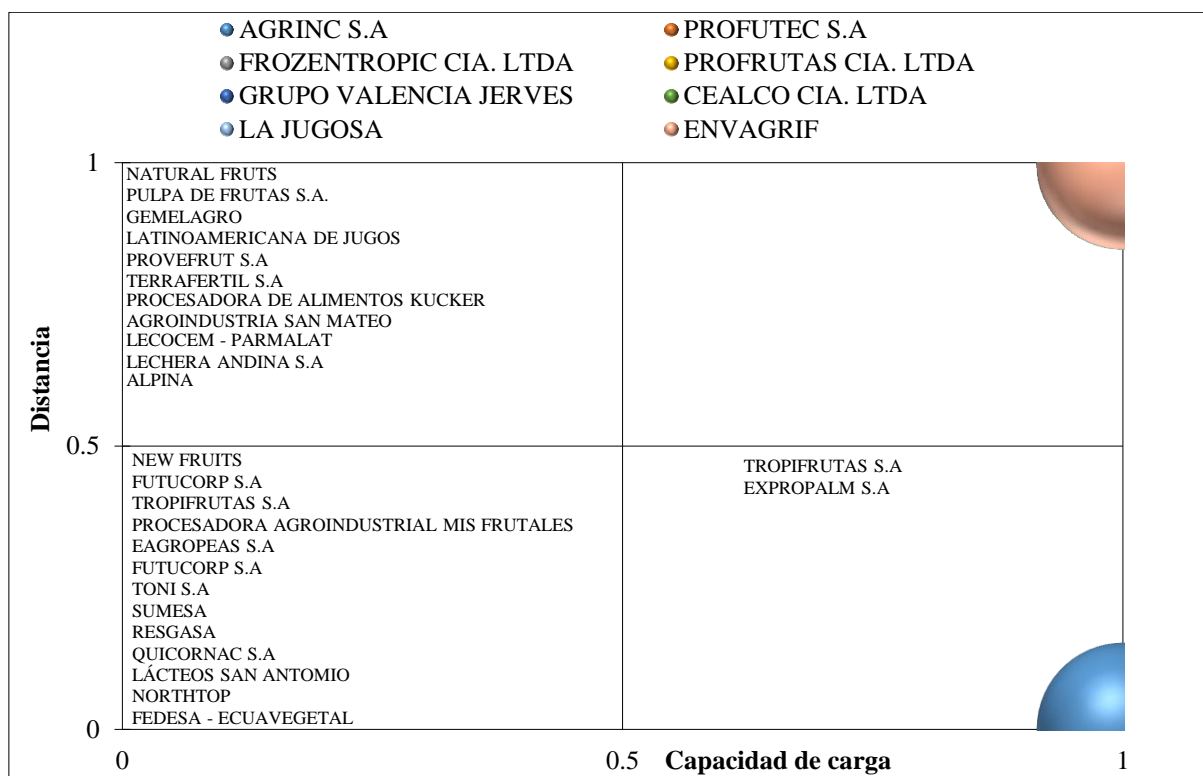 AGRINC S.A PROFUTEC S.A
FROZENTROPIC CIA. LTDA PROFRUTAS CIA. LTDA
GRUPO VALENCIA JERVES CEALCO CIA. LTDA
LA JUGOSA ENVAGRIF
1
NATURAL FRUTS
PULPA DE FRUTAS S.A.
GEMELAGRO
LATINOAMERICANA DE JUGOS
PROVEFRUT S.A
TERRAFERTIL S.A
PROCESADORA DE ALIMENTOS KUCKER
AGROINDUSTRIA SAN MATEO
LECOCEM - PARMALAT
LECHERA ANDINA S.A
ALPINA
Distancia
0.5
NEW FRUITS
FUTUCORP S.A
TROPIFRUTAS S.A
PROCESADORA AGROINDUSTRIAL MIS FRUTALES
EAGROPEAS S.A
FUTUCORP S.A
TONI S.A
SUMESA
RESGASA
QUICORNAC S.A
LÁCTEOS SAN ANTOMIO
NORTHTOP
FEDESA - ECUAVEGETAL
TROPIFRUTAS S.A
EXPROPALM S.A
0
0 0.5 Capacidad de carga 1